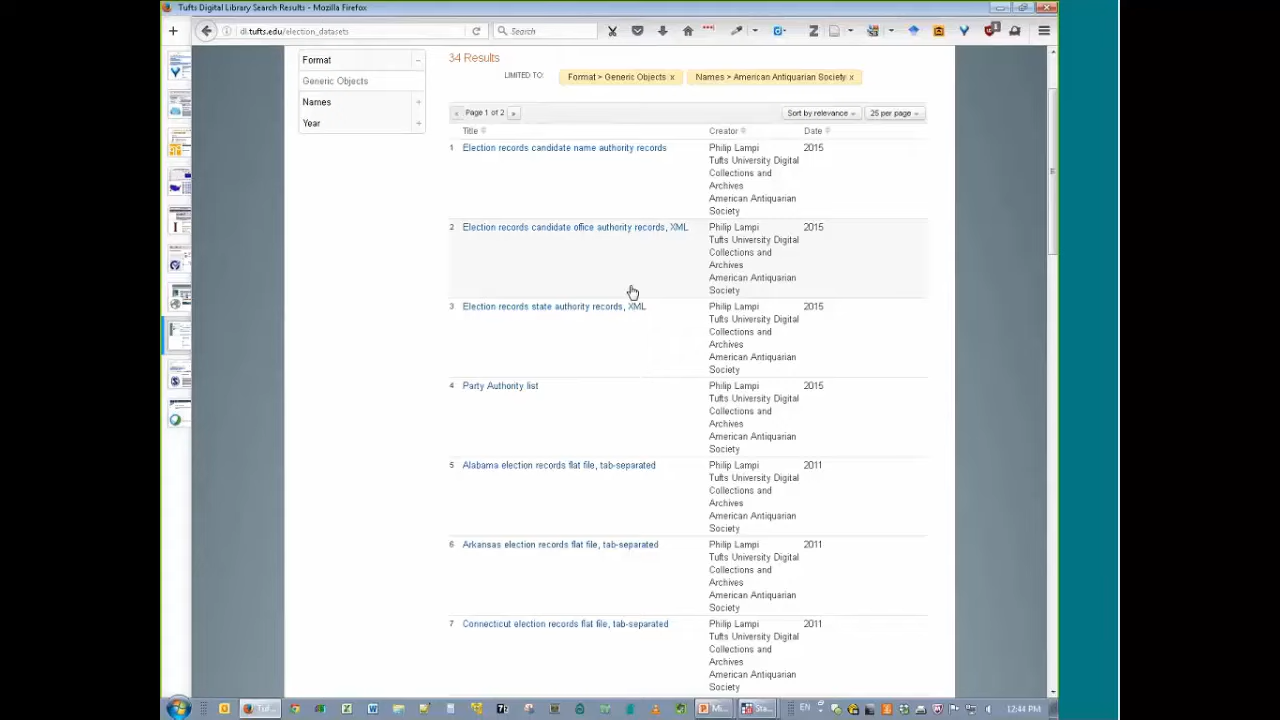 Tufts Digital Library Search Results - Mozilla Firefox
dl.tufts.edu/election_datasets
Search
Format
Generic Objects
Names
Year
34 Results
LIMITED TO: Format > Generic Objects x Names > American Antiquarian Society x
Page 1 of 2 » Sort by relevance 25 per page
Title Creator Date
1 Election records candidate name authority records Philip Lampi 2015
Tufts University Digital
Collections and
Archives
American Antiquarian
Society
2 Election records candidate office authority records, XML Philip Lampi 2015
Tufts University Digital
Collections and
Archives
American Antiquarian
Society
3 Election records state authority records, XML Philip Lampi 2015
Tufts University Digital
Collections and
Archives
American Antiquarian
Society
4 Party Authority list Philip Lampi 2015
Tufts University Digital
Collections and
Archives
American Antiquarian
Society
5 Alabama election records flat file, tab-separated Philip Lampi 2011
Tufts University Digital
Collections and
Archives
American Antiquarian
Society
6 Arkansas election records flat file, tab-separated Philip Lampi 2011
Tufts University Digital
Collections and
Archives
American Antiquarian
Society
7 Connecticut election records flat file, tab-separated Philip Lampi 2011
Tufts University Digital
Collections and
Archives
American Antiquarian
Society
Tuf... M... Sta... EN 12:44 PM